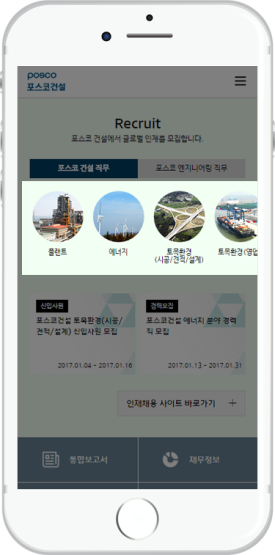 posco
포스코건설
Recruit
포스코 건설에서 글로벌 인재를 모집합니다.
포스코 건설 직무
포스코 엔지니어링 직무
플랜트
에너지
토목환경
(시공/견적/설계)
토목환경(영업
신입사원
포스코건설 토목환경(시공/
견적/설계) 신입사원 모집
2017.01.04 ~ 2017.01.16
경력모집
포스코건설 에너지 분야 경력
직 모집
2017.01.13 ~ 2017.01.31
인재채용 사이트 바로가기
통합보고서
재무정보